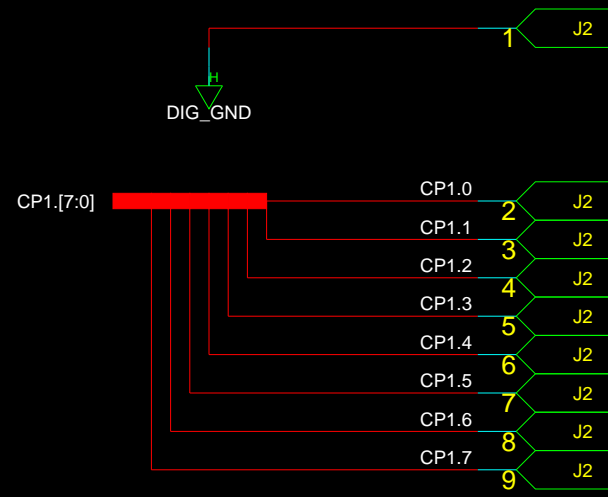 1 J2
H
DIG_GND
CP1.[7:0]
CP1.0 2 J2
CP1.1 3 J2
CP1.2 4 J2
CP1.3 5 J2
CP1.4 6 J2
CP1.5 7 J2
CP1.6 8 J2
CP1.7 9 J2